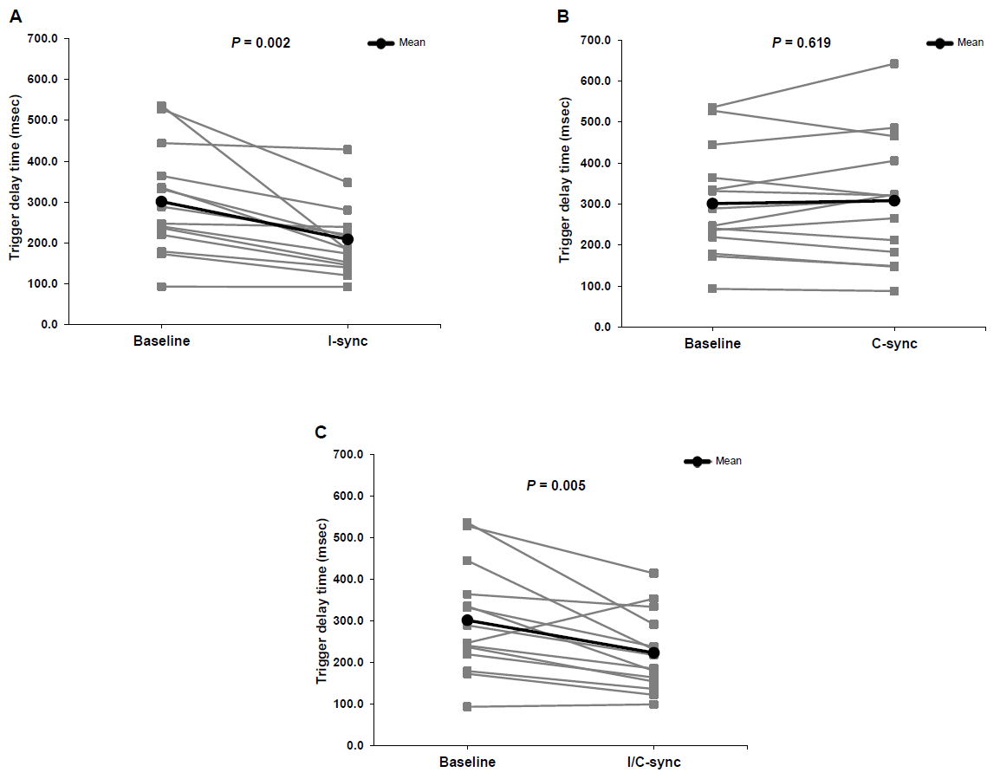 A
P = 0.002
Mean
Trigger delay time (msec)
700.0
600.0
500.0
400.0
300.0
200.0
100.0
0.0
Baseline
I-sync
B
P = 0.619
Mean
Trigger delay time (msec)
700.0
600.0
500.0
400.0
300.0
200.0
100.0
0.0
Baseline
C-sync
C
P = 0.005
Mean
Trigger delay time (msec)
700.0
600.0
500.0
400.0
300.0
200.0
100.0
0.0
Baseline
I/C-sync